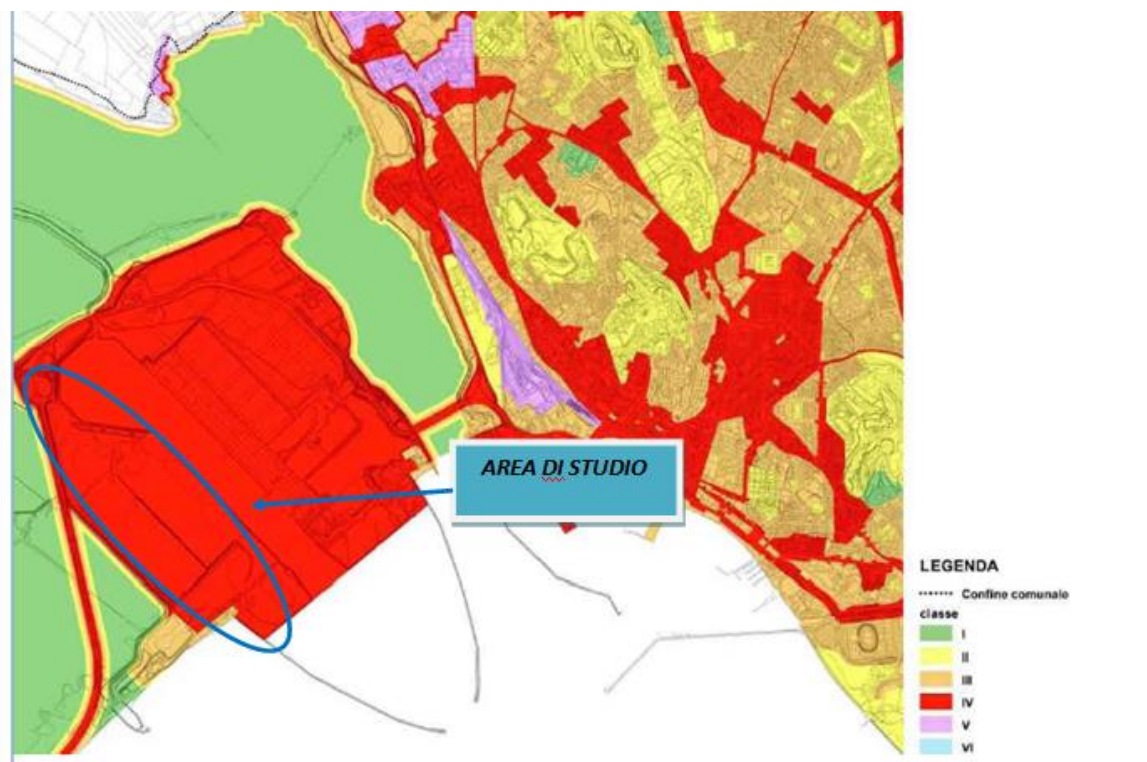 AREA DI STUDIO
LEGENDA
Confine comunale
classe
I
II
III
IV
V
VI